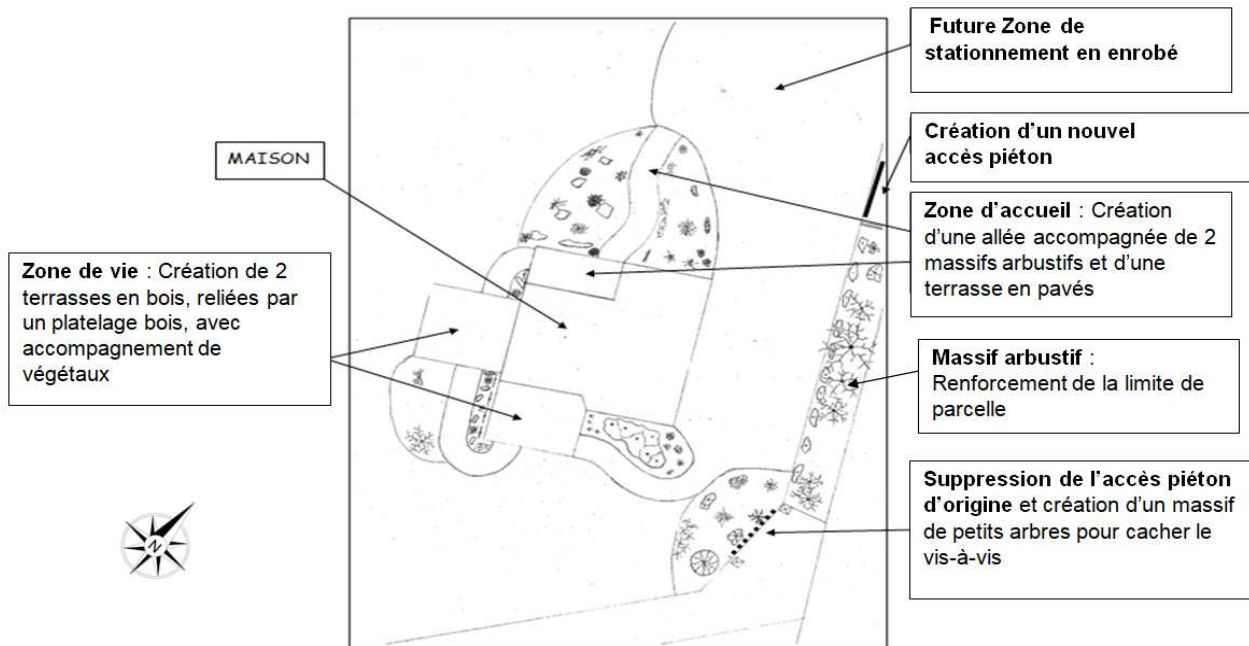 Future Zone de
stationnement en enrobé
Création d'un nouvel
accès piéton
MAISON
Zone d'accueil : Création
d'une allée accompagnée de 2
massifs arbustifs et d'une
terrasse en pavés
Zone de vie : Création de 2
terrasses en bois, reliées par
un platelage bois, avec
accompagnement de
végétaux
Massif arbustif :
Renforcement de la limite de
parcelle
Suppression de l'accès piéton
d'origine et création d'un massif
de petits arbres pour cacher le
vis-à-vis
N